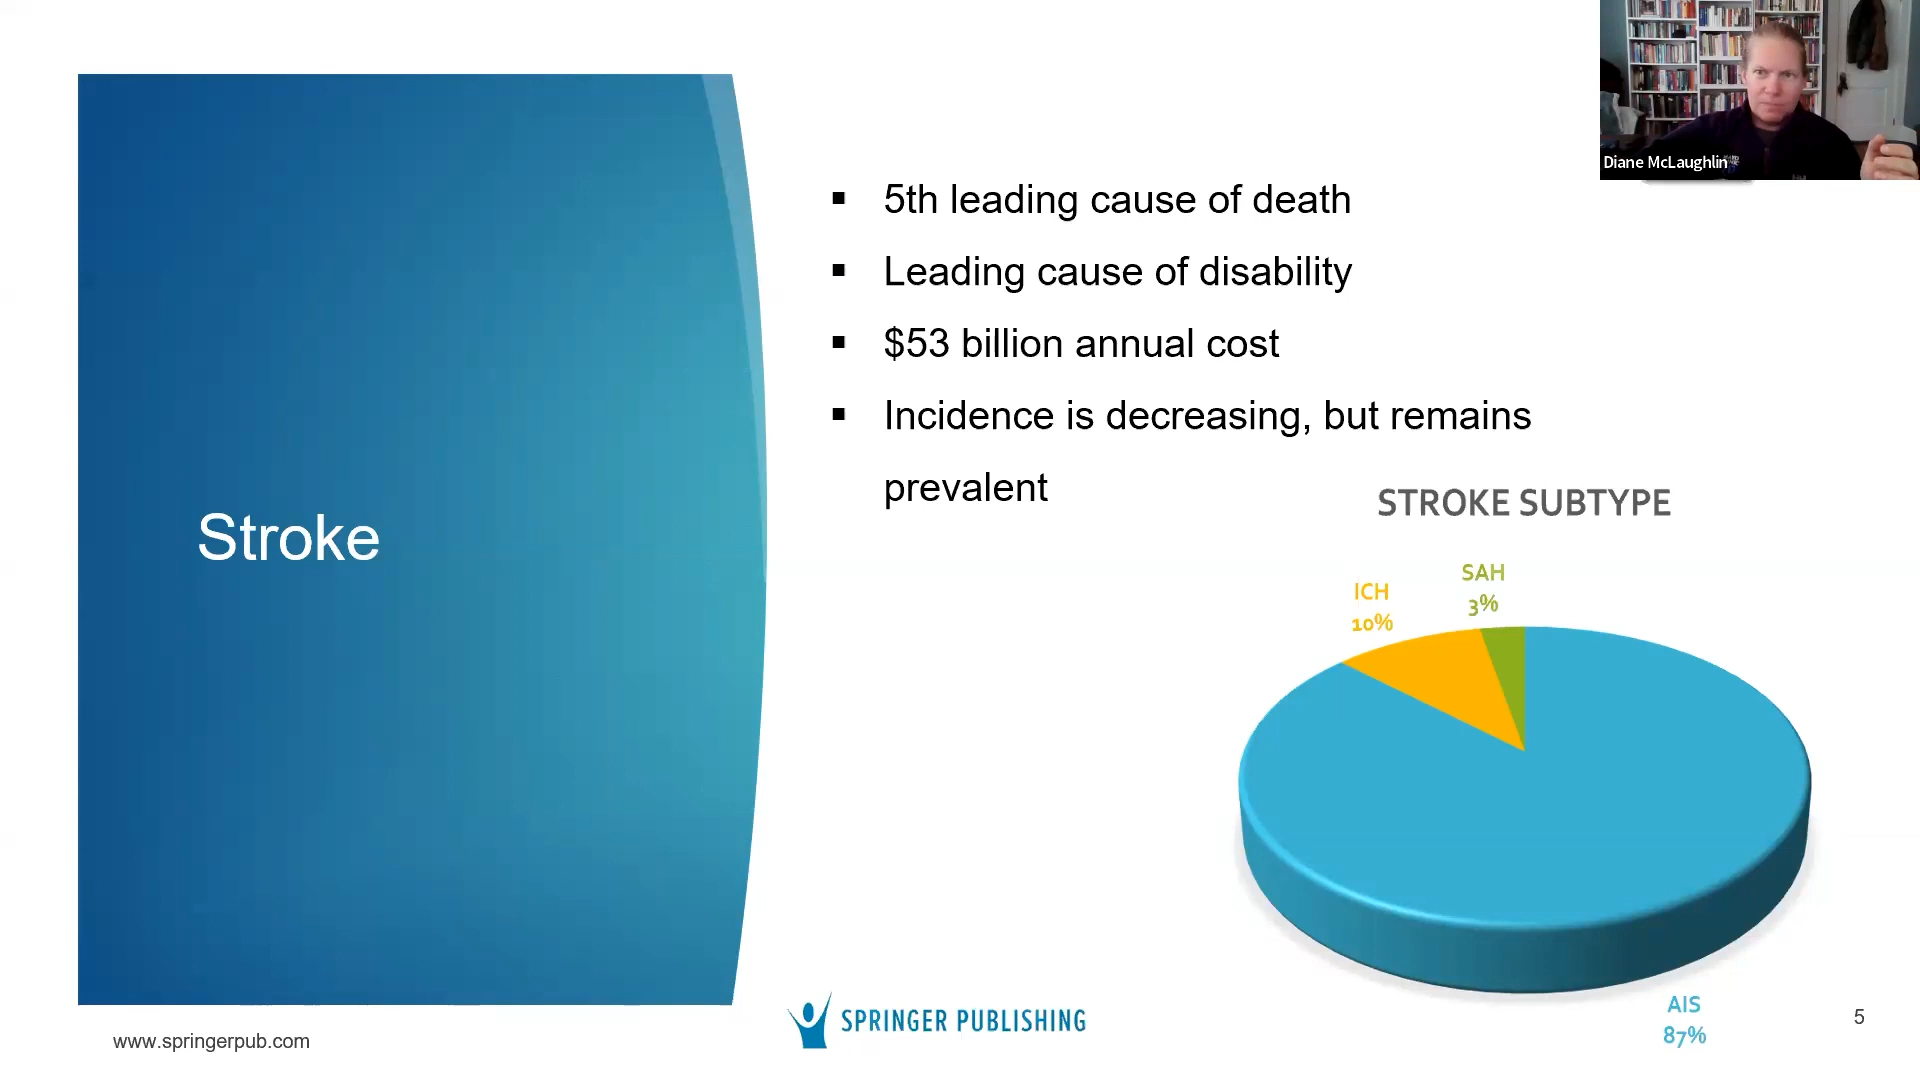 Diane McLaughlin
5th leading cause of death
Leading cause of disability
$53 billion annual cost
Incidence is decreasing, but remains
prevalent
Stroke
STROKE SUBTYPE
SAH
3%
ICH
10%
AIS
87%
SPRINGER PUBLISHING
www.springerpub.com
5